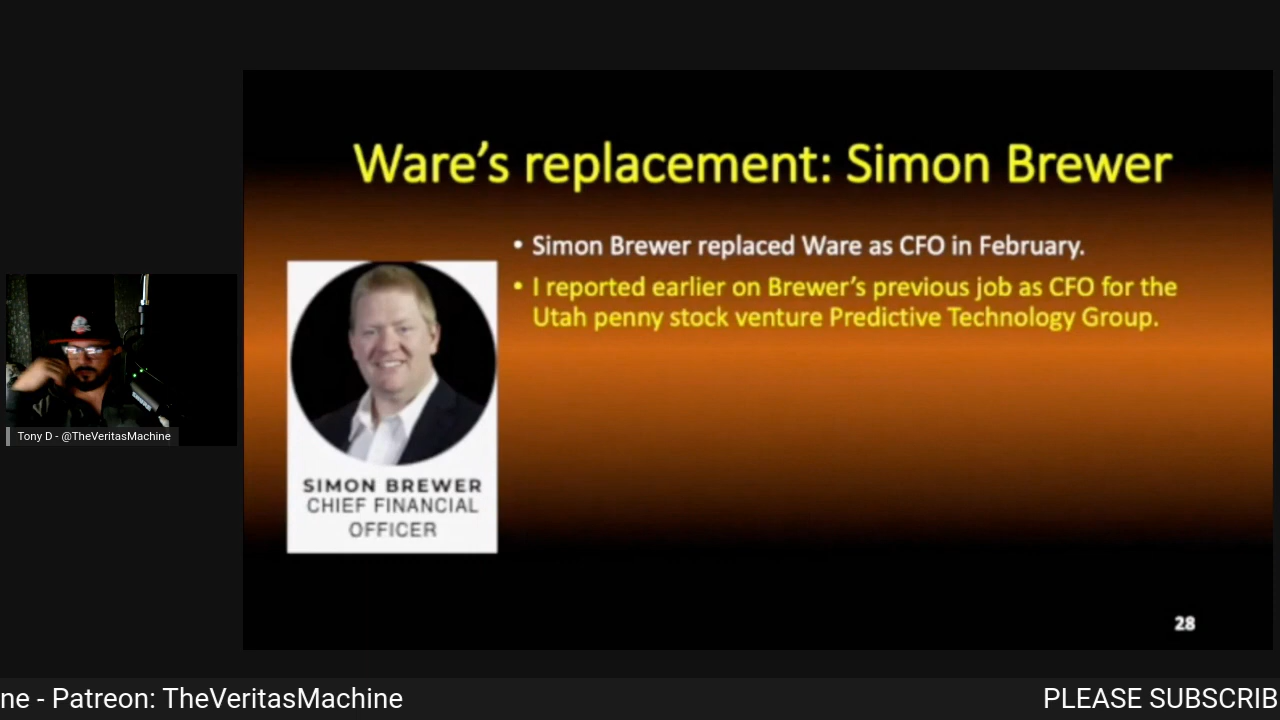 Ware's replacement: Simon Brewer
• Simon Brewer replaced Ware as CFO in February.
• I reported earlier on Brewer's previous job as CFO for the
Utah penny stock venture Predictive Technology Group.
SIMON BREWER
CHIEF FINANCIAL
OFFICER
Tony D - @TheVeritasMachine
28
ne - Patreon: TheVeritasMachine
PLEASE SUBSCRIB